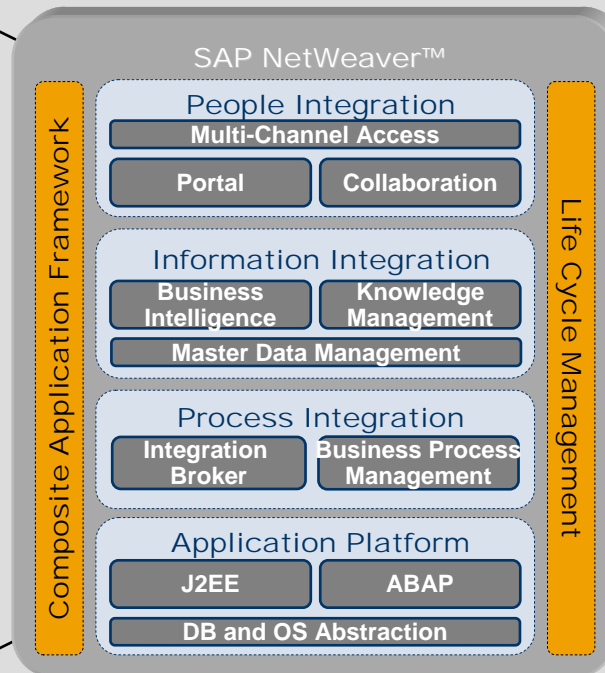 SAP NetWeaver™
Composite Application Framework
People Integration
Multi-Channel Access
Portal
Collaboration
Information Integration
Business
Intelligence
Knowledge
Management
Master Data Management
Process Integration
Integration
Broker
Business Process
Management
Application Platform
J2EE
ABAP
DB and OS Abstraction
Life Cycle Management